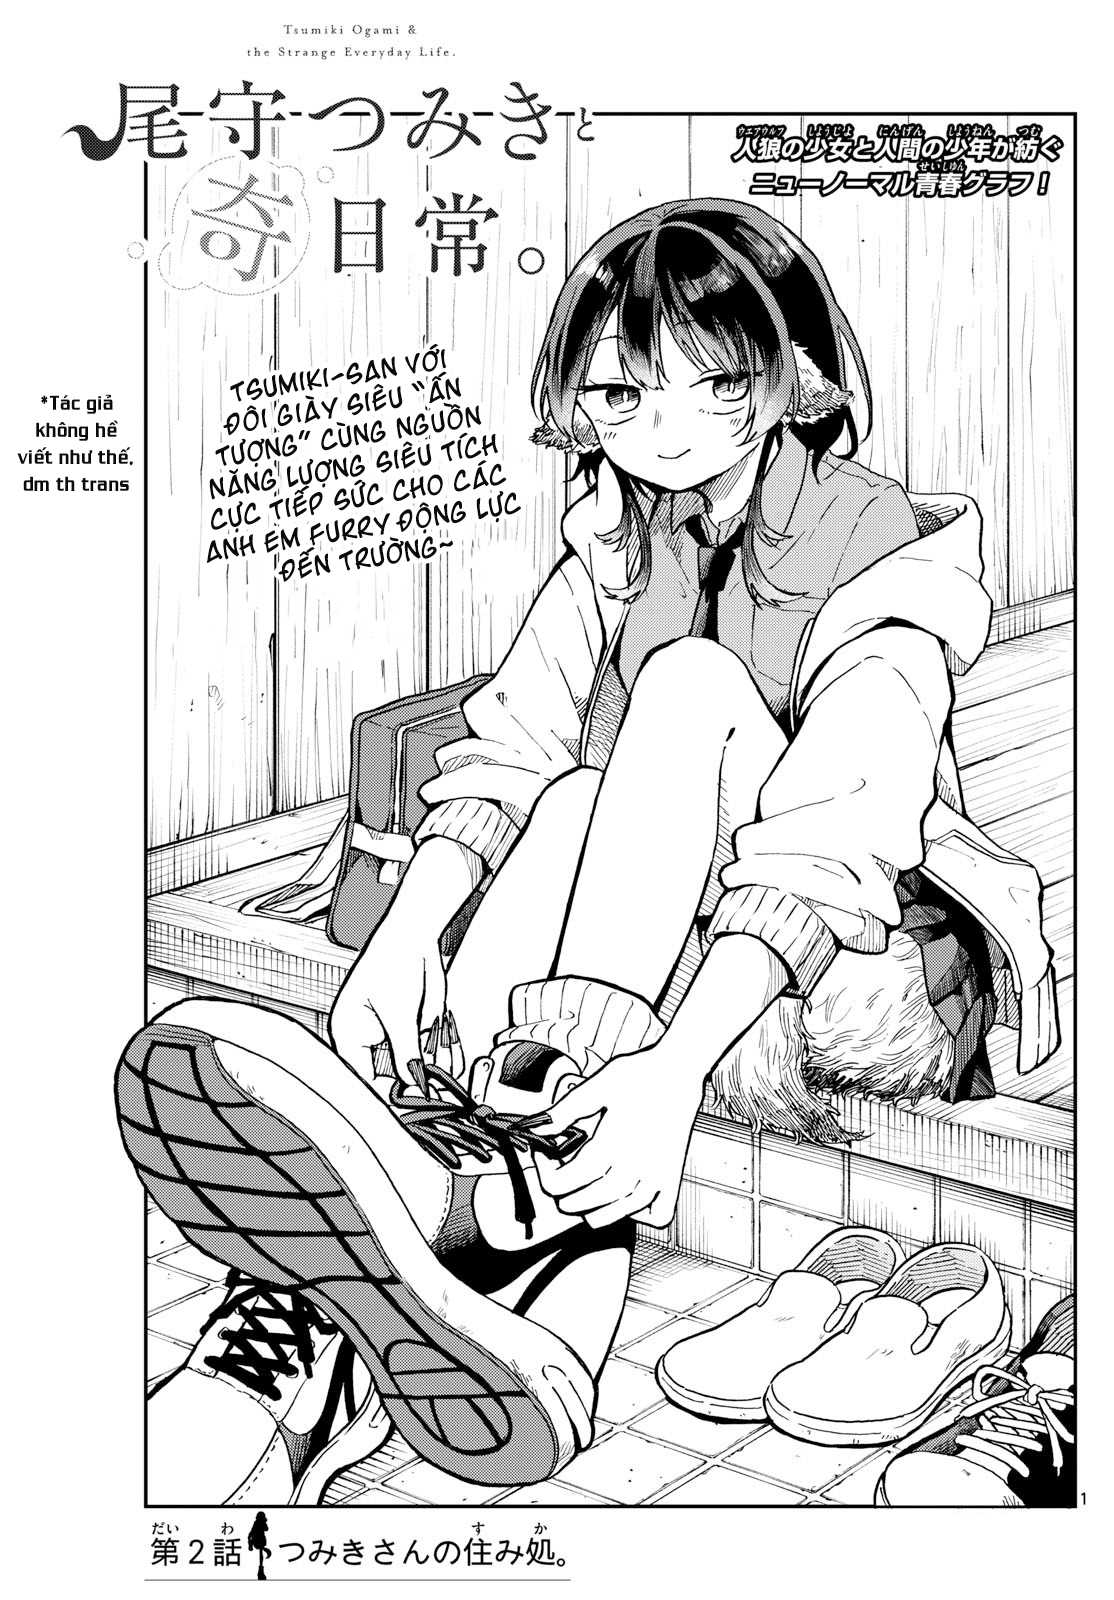 Tsumiki Ogami &
the Strange Everyday Life.
尾守つみきと
奇日常。
人狼の少女と人間の少年が紡ぐ
ニューノーマル青春グラフ！
TSUMIKI-SAN VỚI
ĐÔI GIÀY SIÊU “ẤN
TƯỢNG” CÙNG NGUỒN
NĂNG LƯỢNG SIÊU TÍCH
CỰC TIẾP SỨC CHO CÁC
ANH EM FURRY ĐỘNG LỰC
ĐẾN TRƯỜNG~
*Tác giả
không hề
viết như thế,
dm th trans
1
第2話 つみきさんの住み処。